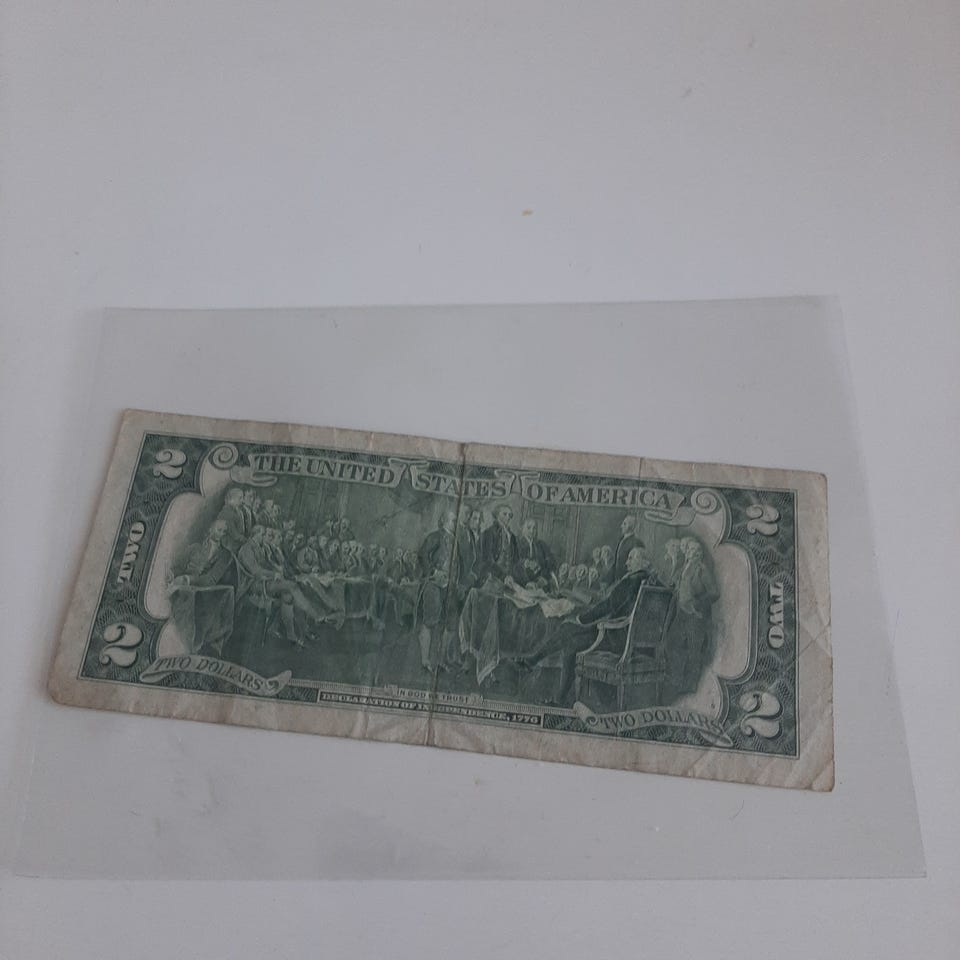 2
THE UNITED STATES OF AMERICA
2
TWO
TWO
2
TWO DOLLARS
IN GOD WE TRUST
DECLARATION OF INDEPENDENCE, 1776
TWO DOLLARS
2